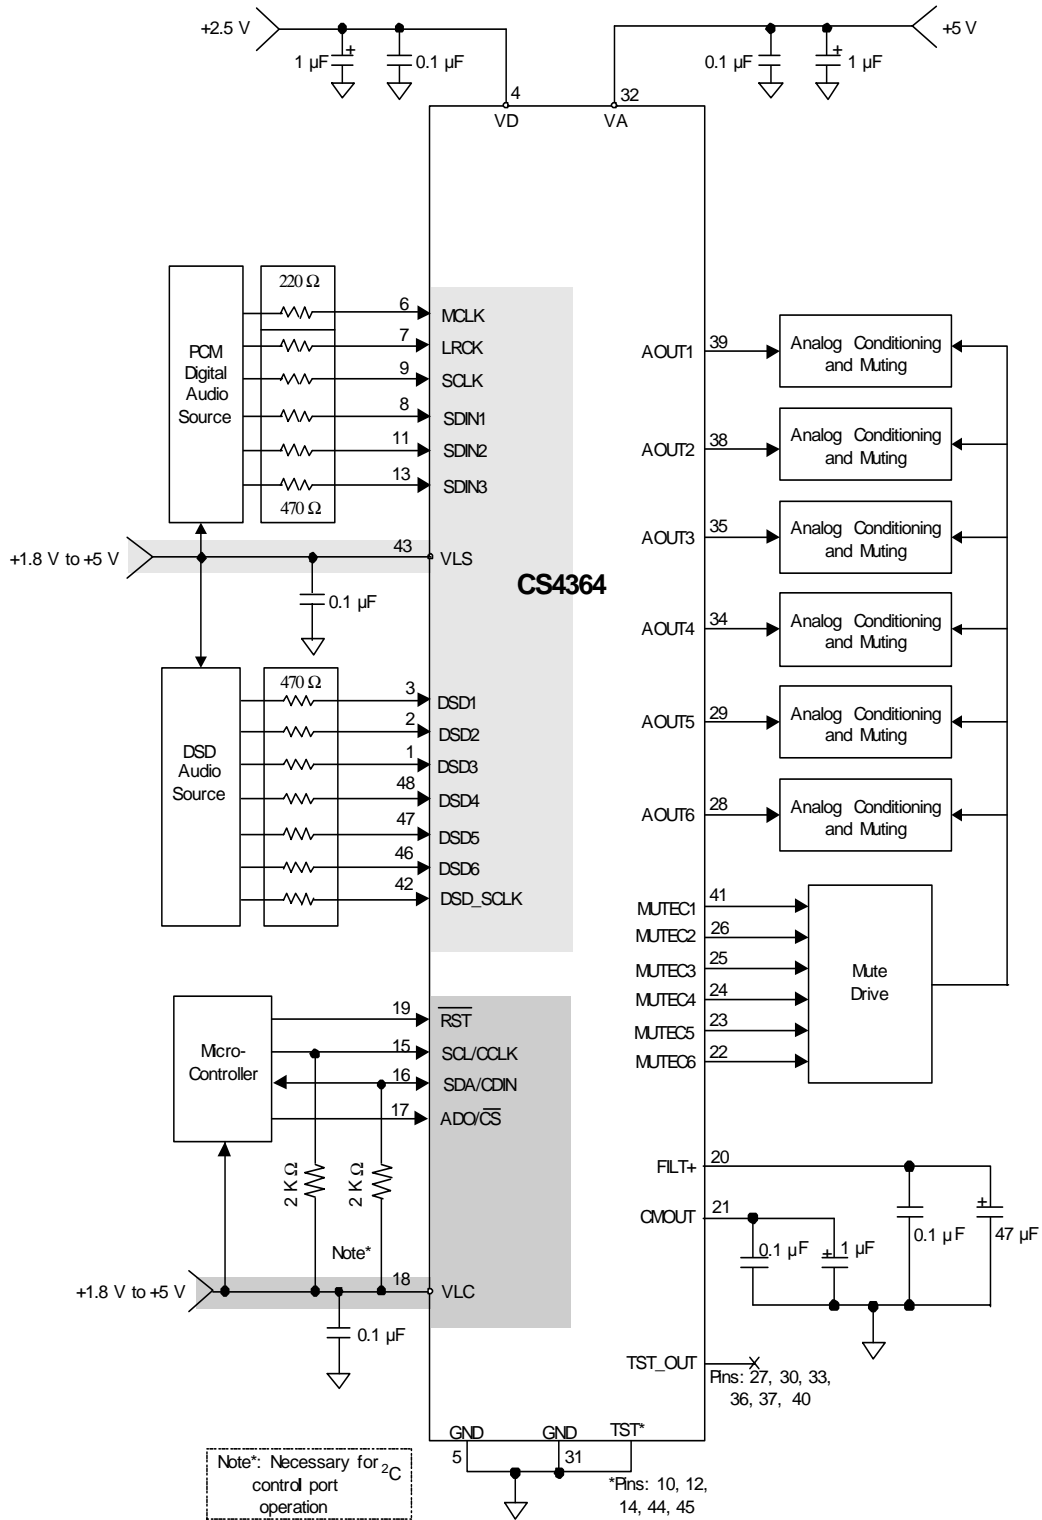 +2.5 V
+5 V
1 µF
+
0.1 µF
0.1 µF
+
1 µF
4
32
VD
VA
PCM
Digital
Audio
Source
220 Ω
470 Ω
6
MCLK
7
LRCK
9
SCLK
8
SDIN1
11
SDIN2
13
SDIN3
+1.8 V to +5 V
43
VLS
0.1 µF
CS4364
DSD
Audio
Source
470 Ω
3
DSD1
2
DSD2
1
DSD3
48
DSD4
47
DSD5
46
DSD6
42
DSD_SCLK
Micro-
Controller
19
RST
15
SCL/CCLK
16
SDA/CDIN
17
ADO/CS
2 K Ω
2 K Ω
Note*
+1.8 V to +5 V
18
VLC
0.1 µF
AOUT1
39
Analog Conditioning
and Muting
AOUT2
38
Analog Conditioning
and Muting
AOUT3
35
Analog Conditioning
and Muting
AOUT4
34
Analog Conditioning
and Muting
AOUT5
29
Analog Conditioning
and Muting
AOUT6
28
Analog Conditioning
and Muting
MUTEC1
41
MUTEC2
26
MUTEC3
25
MUTEC4
24
MUTEC5
23
MUTEC6
22
Mute
Drive
FILT+
20
CMOUT
21
0.1 µF
+
1 µF
0.1 µF
+
47 µF
TST_OUT
Pins: 27, 30, 33,
36, 37, 40
GND
5
GND
31
TST*
*Pins: 10, 12,
14, 44, 45
Note*: Necessary for ²C
control port
operation